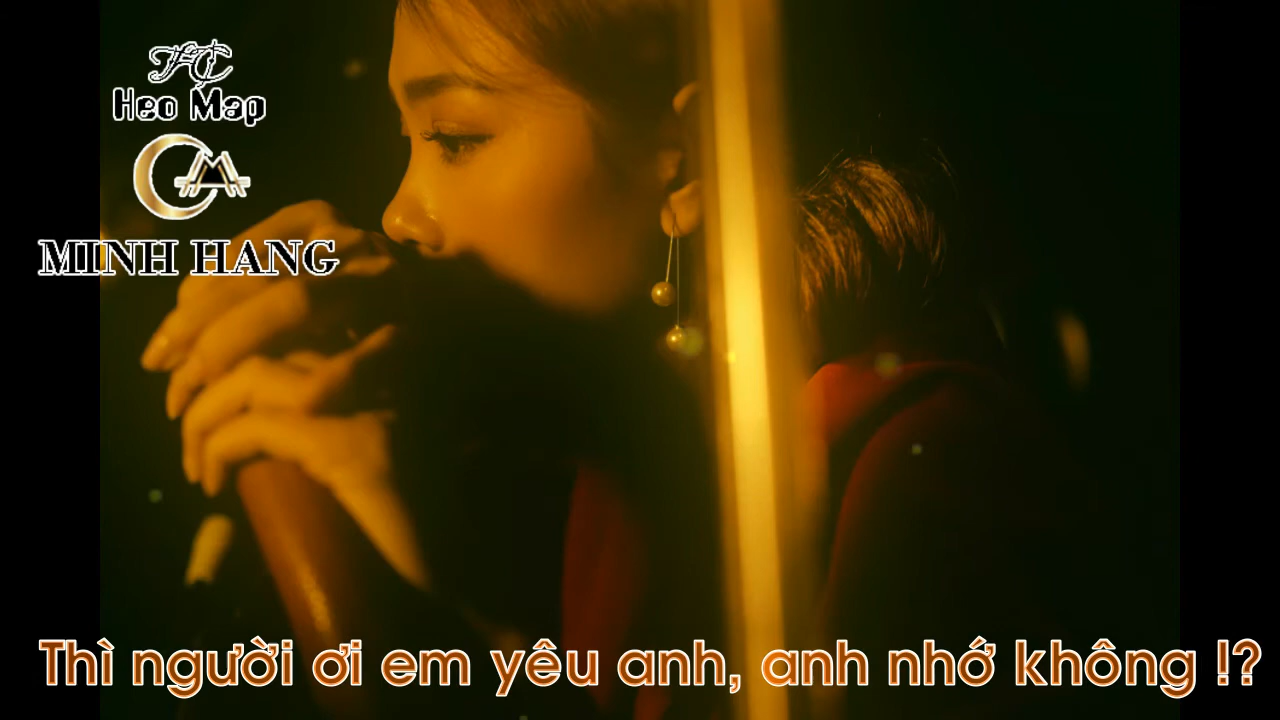 FC
Heo Map
MINH HANG
Thì người ơi em yêu anh, anh nhớ không !?